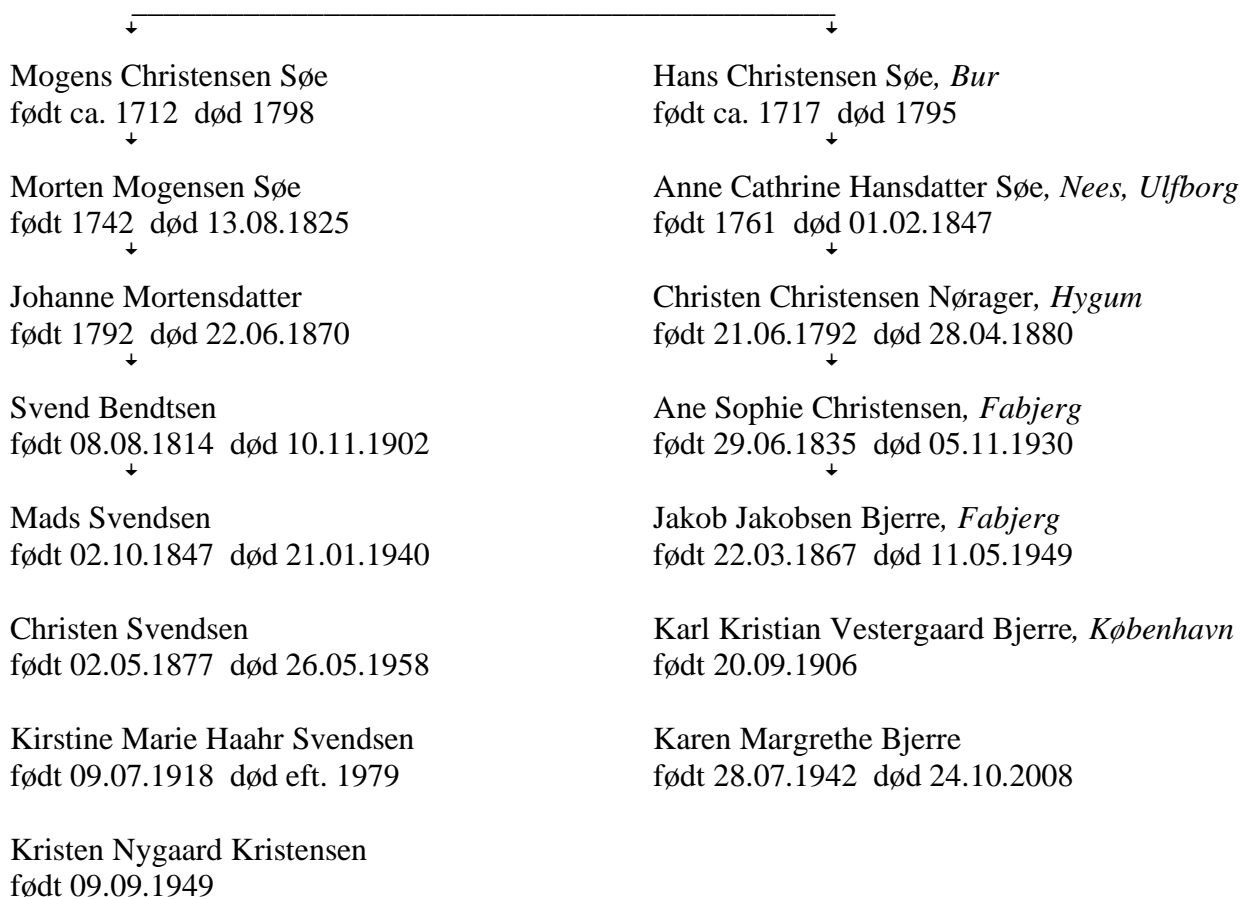 Mogens Christensen Søe
født ca. 1712 død 1798
Morten Mogensen Søe
født 1742 død 13.08.1825
Johanne Mortensdatter
født 1792 død 22.06.1870
Svend Bendtsen
født 08.08.1814 død 10.11.1902
Mads Svendsen
født 02.10.1847 død 21.01.1940
Christen Svendsen
født 02.05.1877 død 26.05.1958
Kirstine Marie Haahr Svendsen
født 09.07.1918 død eft. 1979
Kristen Nygaard Kristensen
født 09.09.1949
Hans Christensen Søe, Bur
født ca. 1717 død 1795
Anne Cathrine Hansdatter Søe, Nees, Ulfborg
født 1761 død 01.02.1847
Christen Christensen Nørager, Hygum
født 21.06.1792 død 28.04.1880
Ane Sophie Christensen, Fabjerg
født 29.06.1835 død 05.11.1930
Jakob Jakobsen Bjerre, Fabjerg
født 22.03.1867 død 11.05.1949
Karl Kristian Vestergaard Bjerre, København
født 20.09.1906
Karen Margrethe Bjerre
født 28.07.1942 død 24.10.2008